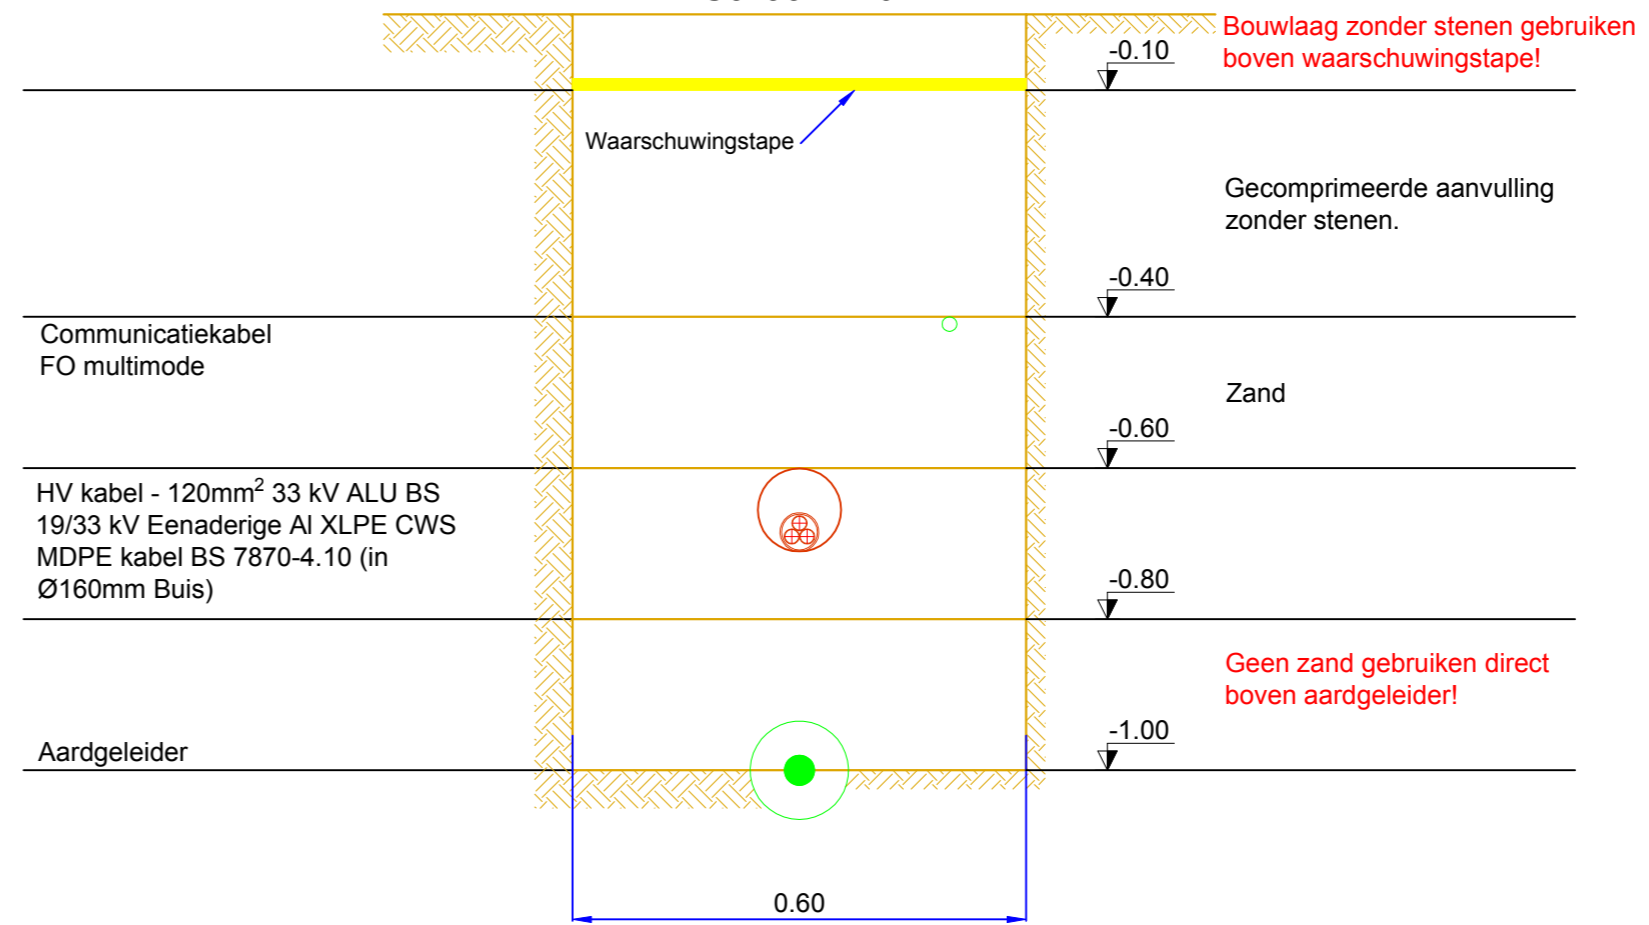 Bouwlaag zonder stenen gebruiken
boven waarschuwingstape!
-0.10
Waarschuwingstape
Gecomprimeerde aanvulling
zonder stenen.
-0.40
Communicatiekabel
FO multimode
Zand
-0.60
HV kabel - 120mm² 33 kV ALU BS
19/33 kV Eenaderige Al XLPE CWS
MDPE kabel BS 7870-4.10 (in
Ø160mm Buis)
-0.80
Geen zand gebruiken direct
boven aardgeleider!
-1.00
Aardgeleider
0.60